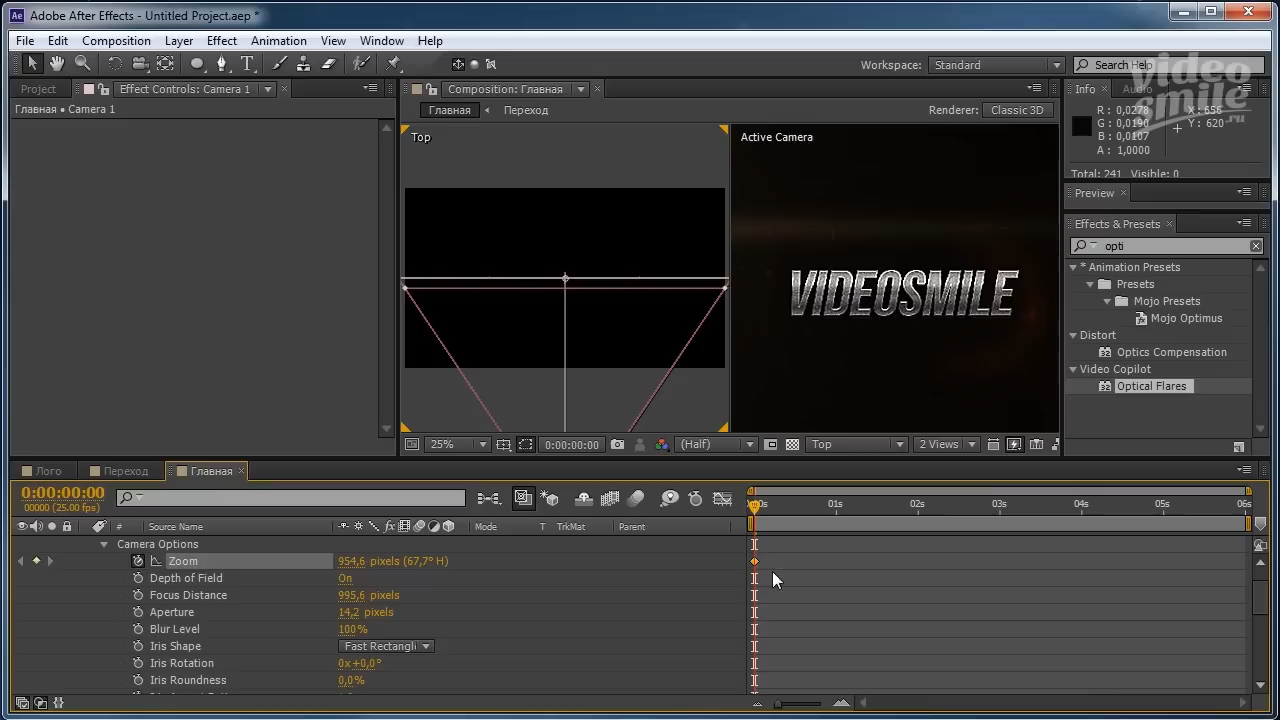 Adobe After Effects - Untitled Project.aep *
File Edit Composition Layer Effect Animation View Window Help
Workspace: Standard
Search Help
video smile .ru
Project
Effect Controls: Camera 1
Composition: Главная
Info
Audio
Главная • Camera 1
Главная
Переход
Renderer: Classic 3D
R : 0,0278
G : 0,0190
B : 0,0107
A : 1,0000
X: 656
Y: 620
Total: 241 Visible: 0
Top
Active Camera
VIDEOSMILE
Preview
Effects & Presets
opti
* Animation Presets
Presets
Mojo Presets
Mojo Optimus
Distort
Optics Compensation
Video Copilot
Optical Flares
25%
0:00:00:00
(Half)
Top
2 Views
Лого
Переход
Главная
0:00:00:00
00000 (25.00 fps)
# Source Name
Mode T TrkMat Parent
01s 02s 03s 04s 05s 06s
Camera Options
Zoom 954,6 pixels (67,7° H)
Depth of Field On
Focus Distance 995,6 pixels
Aperture 14,2 pixels
Blur Level 100%
Iris Shape Fast Rectangl
Iris Rotation 0x+0,0°
Iris Roundness 0,0%